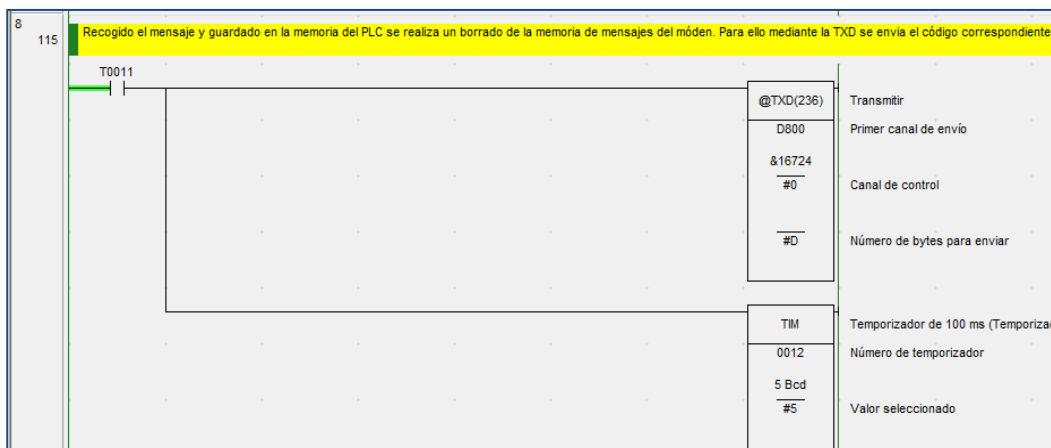 8
115
Recogido el mensaje y guardado en la memoria del PLC se realiza un borrado de la memoria de mensajes del móden. Para ello mediante la TXD se envia el código correspondiente
T0011
@TXD(236) Transmitir
D800 Primer canal de envío
&16724
#0 Canal de control
#D Número de bytes para enviar
TIM Temporizador de 100 ms (Temporiza
0012 Número de temporizador
5 Bcd
#5 Valor seleccionado